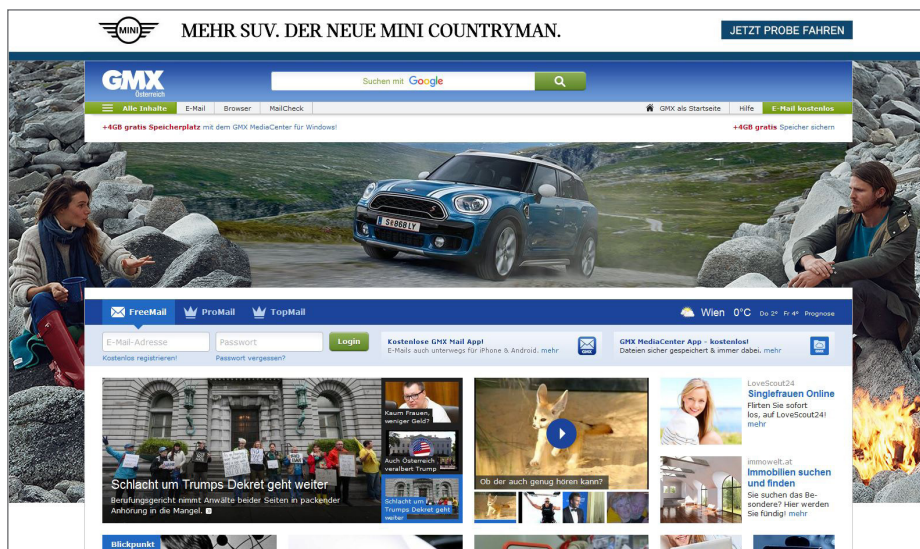 MINI
MEHR SUV. DER NEUE MINI COUNTRYMAN.
JETZT PROBE FAHREN
GMX
Österreich
Suchen mit Google
Alle Inhalte E-Mail Browser MailCheck
GMX als Startseite Hilfe E-Mail kostenlos
+4GB gratis Speicherplatz mit dem GMX MediaCenter für Windows!
+4GB gratis Speicher sichern
S 868 LY
FreeMail ProMail TopMail
Wien 0°C Do 2° Fr 4° Prognose
E-Mail-Adresse Passwort Login
Kostenlos registrieren! Passwort vergessen?
Kostenlose GMX Mail App!
E-Mails auch unterwegs für iPhone & Android. mehr
GMX
GMX MediaCenter App - kostenlos!
Dateien sicher gespeichert & immer dabei. mehr
GMX
Schlacht um Trumps Dekret geht weiter
Berufungsgericht nimmt Anwälte beider Seiten in packender
Anhörung in die Mangel.
Kaum Frauen,
weniger Geld?
Auch Österreich
veralbert Trump
Schlacht um
Trumps Dekret geht
weiter
Ob der auch genug hören kann?
LoveScout24
Singlefrauen Online
Flirten Sie sofort
los, auf LoveScout24!
mehr
immowelt.at
Immobilien suchen
und finden
Sie suchen das Be-
sondere? Hier werden
Sie fündig! mehr
Blickpunkt